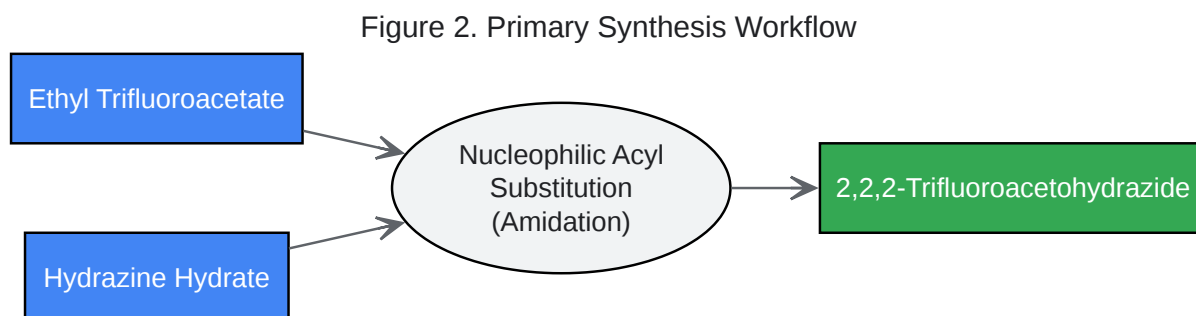 Figure 2. Primary Synthesis Workflow
Ethyl Trifluoroacetate
Nucleophilic Acyl
Substitution
(Amidation)
2,2,2-Trifluoroacetohydrazide
Hydrazine Hydrate